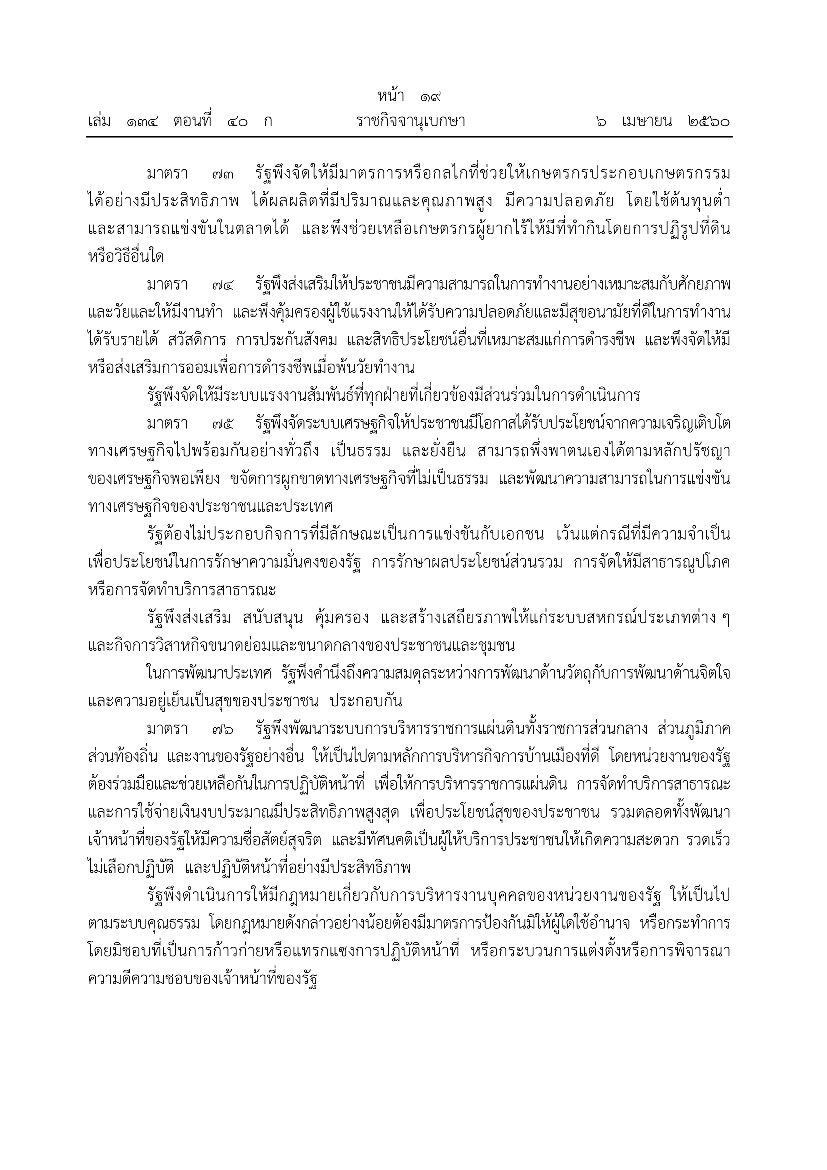 หน้า ๑๙
เล่ม ๑๓๔ ตอนที่ ๔๐ ก ราชกิจจานุเบกษา ๖ เมษายน ๒๕๖๐
มาตรา ๗๓ รัฐพึงจัดให้มีมาตรการหรือกลไกที่ช่วยให้เกษตรกรประกอบเกษตรกรรม
ได้อย่างมีประสิทธิภาพ ได้ผลผลิตที่มีปริมาณและคุณภาพสูง มีความปลอดภัย โดยใช้ต้นทุนต่ำ
และสามารถแข่งขันในตลาดได้ และพึงช่วยเหลือเกษตรกรผู้ยากไร้ให้มีที่ทำกินโดยการปฏิรูปที่ดิน
หรือวิธีอื่นใด
มาตรา ๗๔ รัฐพึงส่งเสริมให้ประชาชนมีความสามารถในการทำงานอย่างเหมาะสมกับศักยภาพ
และวัยและให้มีงานทำ และพึงคุ้มครองผู้ใช้แรงงานให้ได้รับความปลอดภัยและมีสุขอนามัยที่ดีในการทำงาน
ได้รับรายได้ สวัสดิการ การประกันสังคม และสิทธิประโยชน์อื่นที่เหมาะสมแก่การดำรงชีพ และพึงจัดให้มี
หรือส่งเสริมการออมเพื่อการดำรงชีพเมื่อพ้นวัยทำงาน
รัฐพึงจัดให้มีระบบแรงงานสัมพันธ์ที่ทุกฝ่ายที่เกี่ยวข้องมีส่วนร่วมในการดำเนินการ
มาตรา ๗๕ รัฐพึงจัดระบบเศรษฐกิจให้ประชาชนมีโอกาสได้รับประโยชน์จากความเจริญเติบโต
ทางเศรษฐกิจไปพร้อมกันอย่างทั่วถึง เป็นธรรม และยั่งยืน สามารถพึ่งพาตนเองได้ตามหลักปรัชญา
ของเศรษฐกิจพอเพียง ขจัดการผูกขาดทางเศรษฐกิจที่ไม่เป็นธรรม และพัฒนาความสามารถในการแข่งขัน
ทางเศรษฐกิจของประชาชนและประเทศ
รัฐต้องไม่ประกอบกิจการที่มีลักษณะเป็นการแข่งขันกับเอกชน เว้นแต่กรณีที่มีความจำเป็น
เพื่อประโยชน์ในการรักษาความมั่นคงของรัฐ การรักษาผลประโยชน์ส่วนรวม การจัดให้มีสาธารณูปโภค
หรือการจัดทำบริการสาธารณะ
รัฐพึงส่งเสริม สนับสนุน คุ้มครอง และสร้างเสถียรภาพให้แก่ระบบสหกรณ์ประเภทต่าง ๆ
และกิจการวิสาหกิจขนาดย่อมและขนาดกลางของประชาชนและชุมชน
ในการพัฒนาประเทศ รัฐพึงคำนึงถึงความสมดุลระหว่างการพัฒนาด้านวัตถุกับการพัฒนาด้านจิตใจ
และความอยู่เย็นเป็นสุขของประชาชน ประกอบกัน
มาตรา ๗๖ รัฐพึงพัฒนาระบบการบริหารราชการแผ่นดินทั้งราชการส่วนกลาง ส่วนภูมิภาค
ส่วนท้องถิ่น และงานของรัฐอย่างอื่น ให้เป็นไปตามหลักการบริหารกิจการบ้านเมืองที่ดี โดยหน่วยงานของรัฐ
ต้องร่วมมือและช่วยเหลือกันในการปฏิบัติหน้าที่ เพื่อให้การบริหารราชการแผ่นดิน การจัดทำบริการสาธารณะ
และการใช้จ่ายเงินงบประมาณมีประสิทธิภาพสูงสุด เพื่อประโยชน์สุขของประชาชน รวมตลอดทั้งพัฒนา
เจ้าหน้าที่ของรัฐให้มีความซื่อสัตย์สุจริต และมีทัศนคติเป็นผู้ให้บริการประชาชนให้เกิดความสะดวก รวดเร็ว
ไม่เลือกปฏิบัติ และปฏิบัติหน้าที่อย่างมีประสิทธิภาพ
รัฐพึงดำเนินการให้มีกฎหมายเกี่ยวกับการบริหารงานบุคคลของหน่วยงานของรัฐ ให้เป็นไป
ตามระบบคุณธรรม โดยกฎหมายดังกล่าวอย่างน้อยต้องมีมาตรการป้องกันมิให้ผู้ใดใช้อำนาจ หรือกระทำการ
โดยมิชอบที่เป็นการก้าวก่ายหรือแทรกแซงการปฏิบัติหน้าที่ หรือกระบวนการแต่งตั้งหรือการพิจารณา
ความดีความชอบของเจ้าหน้าที่ของรัฐ